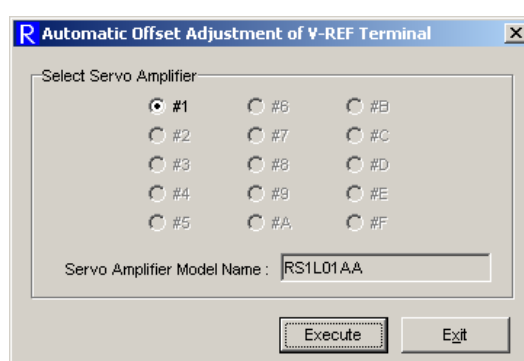 R Automatic Offset Adjustment of V-REF Terminal
Select Servo Amplifier
#1 #6 #B
#2 #7 #C
#3 #8 #D
#4 #9 #E
#5 #A #F
Servo Amplifier Model Name : RS1L01AA
Execute Exit